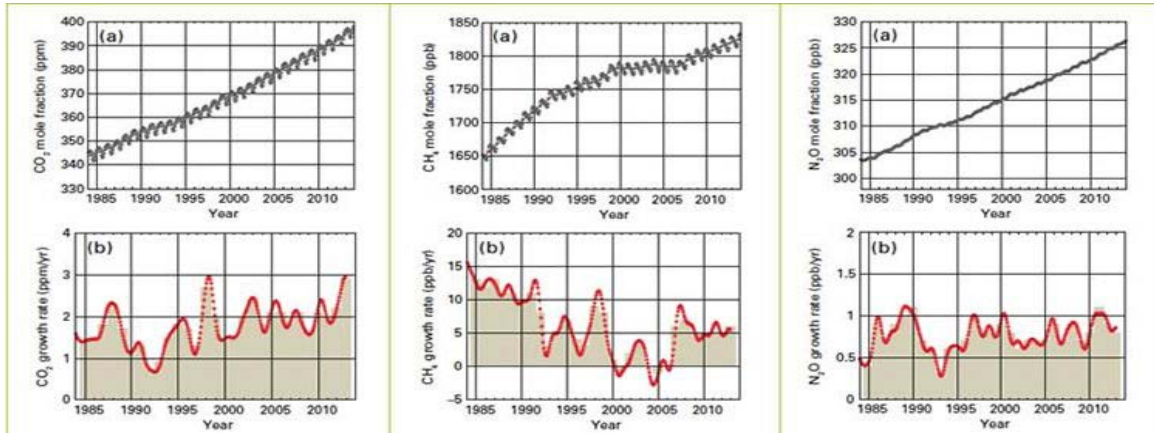 400
390
380
370
360
350
340
330
(a)
CO2 mole fraction (ppm)
1985 1990 1995 2000 2005 2010
Year
4
3
2
1
0
(b)
CO2 growth rate (ppm/yr)
1985 1990 1995 2000 2005 2010
Year
1850
1800
1750
1700
1650
1600
(a)
CH4 mole fraction (ppb)
1985 1990 1995 2000 2005 2010
Year
20
15
10
5
0
−5
(b)
CH4 growth rate (ppb/yr)
1985 1990 1995 2000 2005 2010
Year
330
325
320
315
310
305
300
(a)
N2O mole fraction (ppb)
1985 1990 1995 2000 2005 2010
Year
2
1.5
1
0.5
0
(b)
N2O growth rate (ppb/yr)
1985 1990 1995 2000 2005 2010
Year